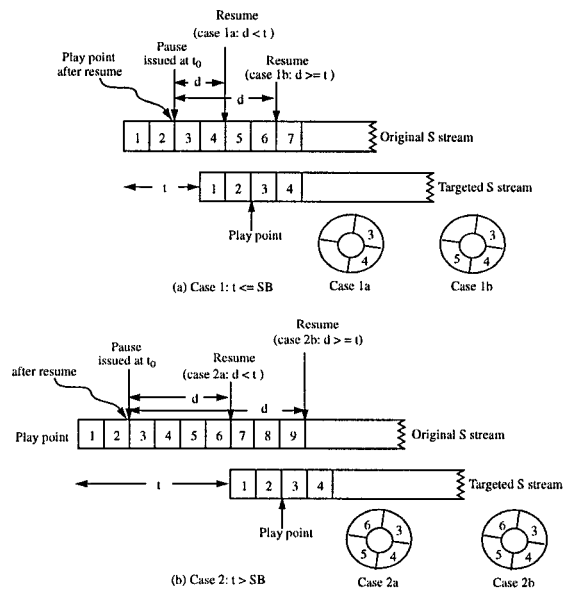 Resume
(case 1a: d < t )
Pause
issued at t0
Resume
(case 1b: d >= t )
Play point
after resume
d
d
1 2 3 4 5 6 7
Original S stream
t
1 2 3 4
Targeted S stream
Play point
3
4
3
5 4
(a) Case 1: t <= SB
Case 1a
Case 1b
Resume
(case 2b: d > = t)
Pause
issued at t0
Resume
(case 2a: d < t )
after resume
d
d
Play point
1 2 3 4 5 6 7 8 9
Original S stream
t
1 2 3 4
Targeted S stream
Play point
6 3
5 4
6 3
5 4
(b) Case 2: t > SB
Case 2a
Case 2b